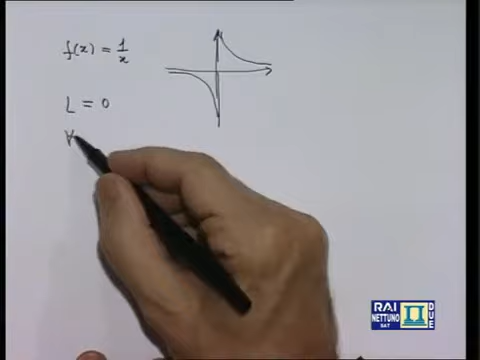 f(x) = 1/x
L = 0
∀
RAI
NETTUNO
SAT
DUE